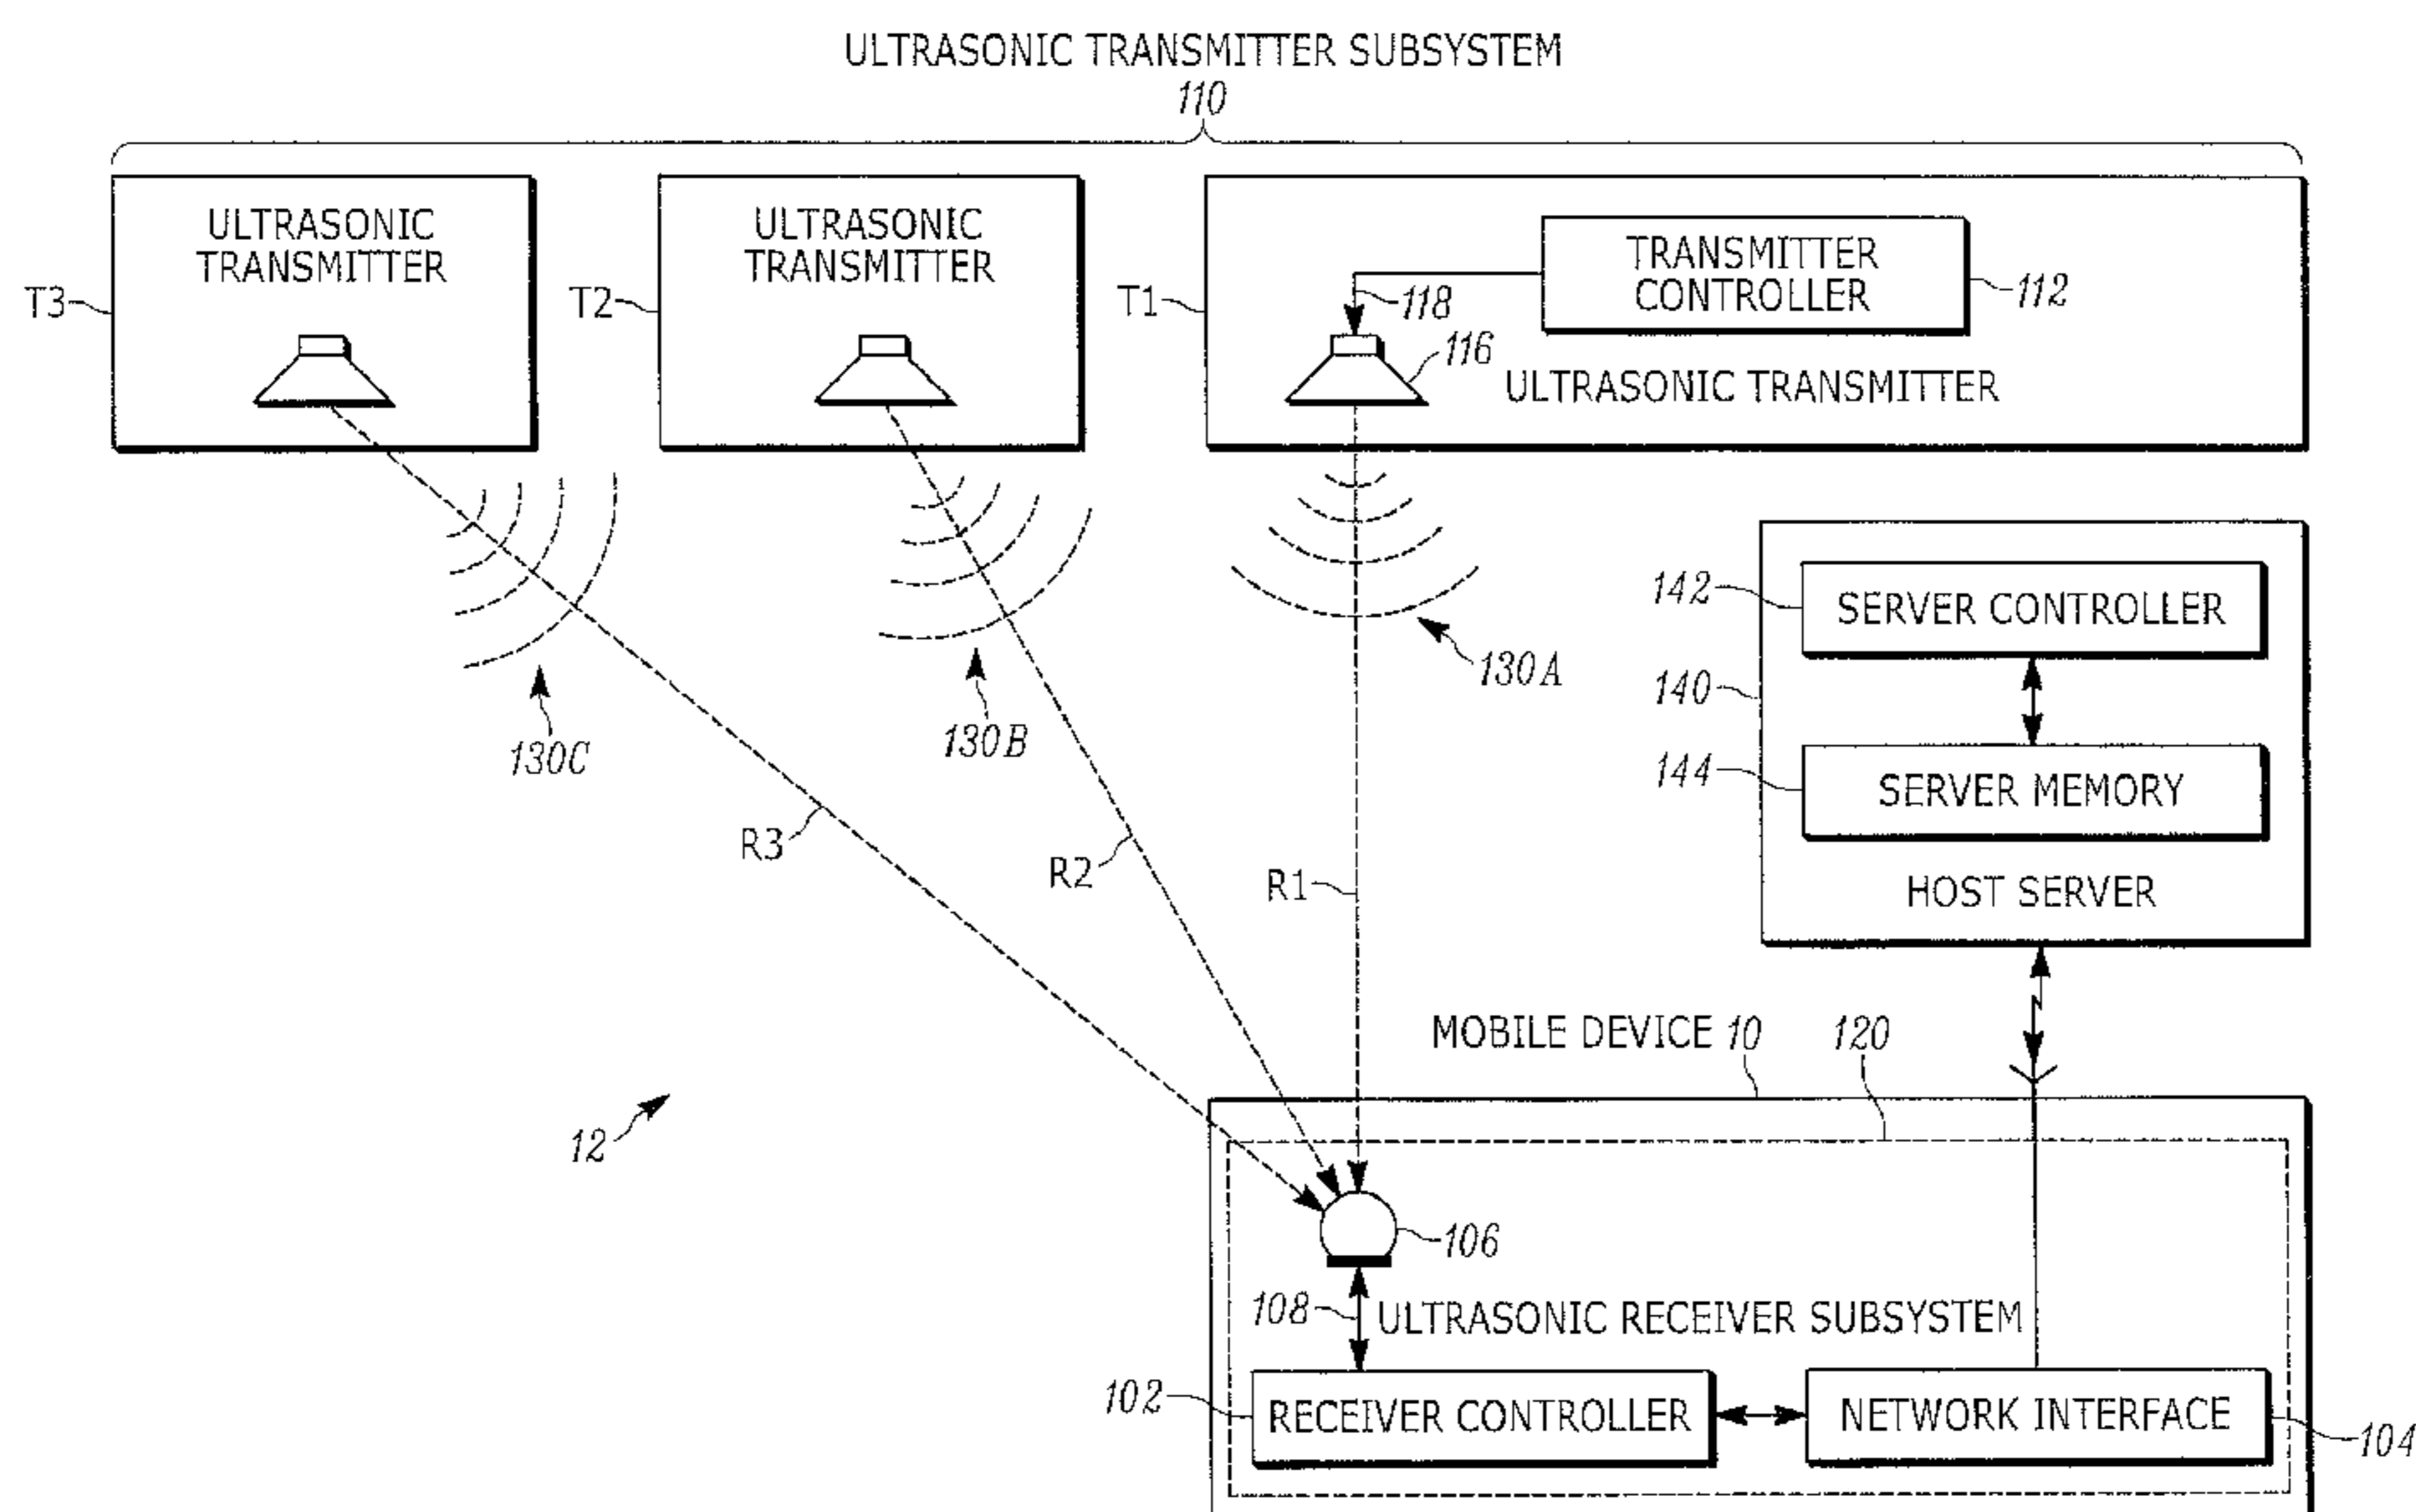 ULTRASONIC TRANSMITTER SUBSYSTEM
110
ULTRASONIC
TRANSMITTER
T3
ULTRASONIC
TRANSMITTER
T2
T1
TRANSMITTER
CONTROLLER
112
118
116
ULTRASONIC TRANSMITTER
130C
130B
130A
142
SERVER CONTROLLER
140
144
SERVER MEMORY
HOST SERVER
R3
R2
R1
12
MOBILE DEVICE 10
120
106
108
ULTRASONIC RECEIVER SUBSYSTEM
102
RECEIVER CONTROLLER
NETWORK INTERFACE
104